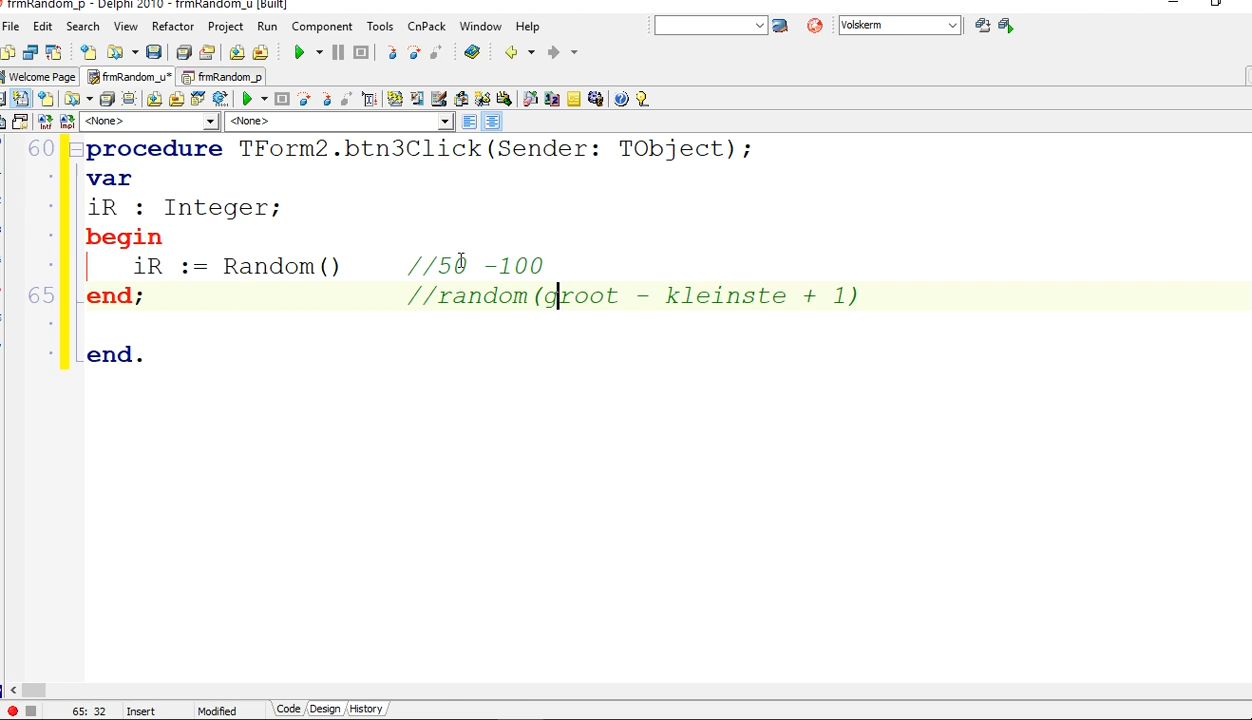 frmRandom_p - Delphi 2010 - frmRandom_u [Built]
File Edit Search View Refactor Project Run Component Tools CnPack Window Help
Volskerm
Welcome Page frmRandom_u* frmRandom_p
<None> <None>
60 procedure TForm2.btn3Click(Sender: TObject);
var
iR : Integer;
begin
iR := Random() //50 -100
65 end; //random(groot - kleinste + 1)
end.
65: 32 Insert Modified Code Design History